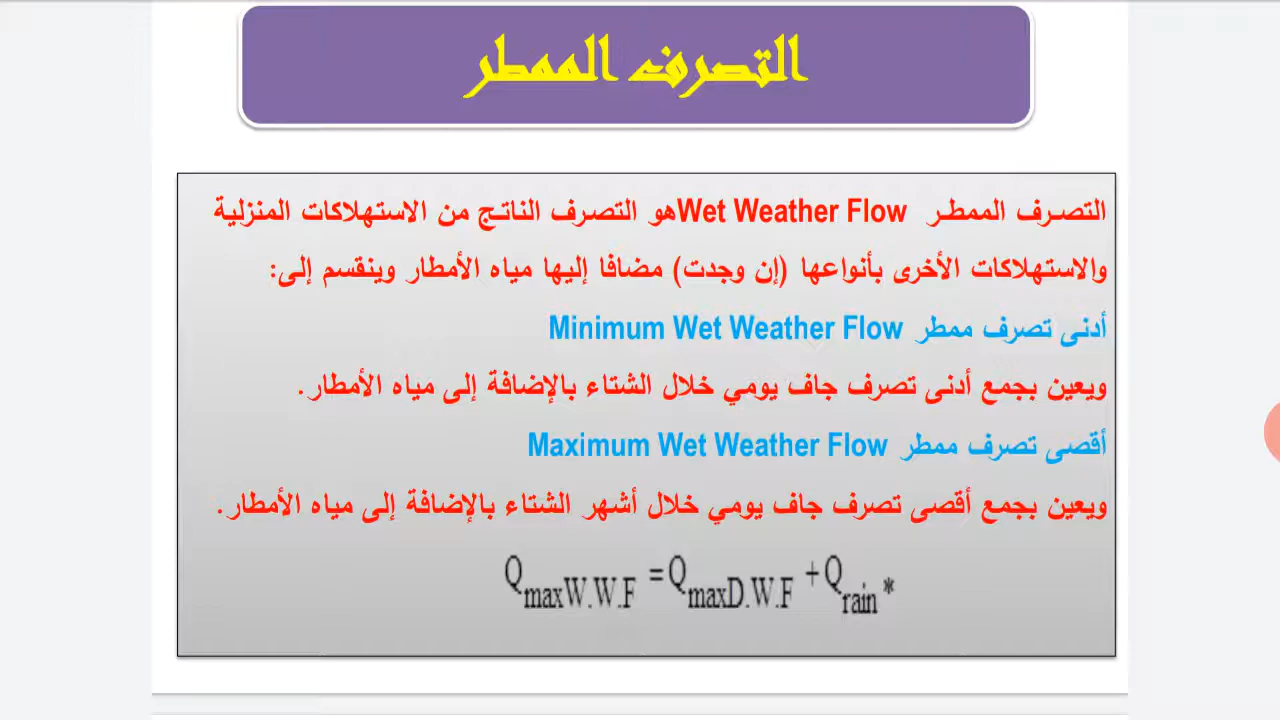 التصرف الممطر
التصرف الممطر Wet Weather Flow هو التصرف الناتج من الاستهلاكات المنزلية
والاستهلاكات الأخرى بأنواعها (إن وجدت) مضافا إليها مياه الأمطار وينقسم إلى:
أدنى تصرف ممطر Minimum Wet Weather Flow
ويعين بجمع أدنى تصرف جاف يومي خلال الشتاء بالإضافة إلى مياه الأمطار.
أقصى تصرف ممطر Maximum Wet Weather Flow
ويعين بجمع أقصى تصرف جاف يومي خلال أشهر الشتاء بالإضافة إلى مياه الأمطار.
Q maxW.W.F = Q maxD.W.F + Q rain *